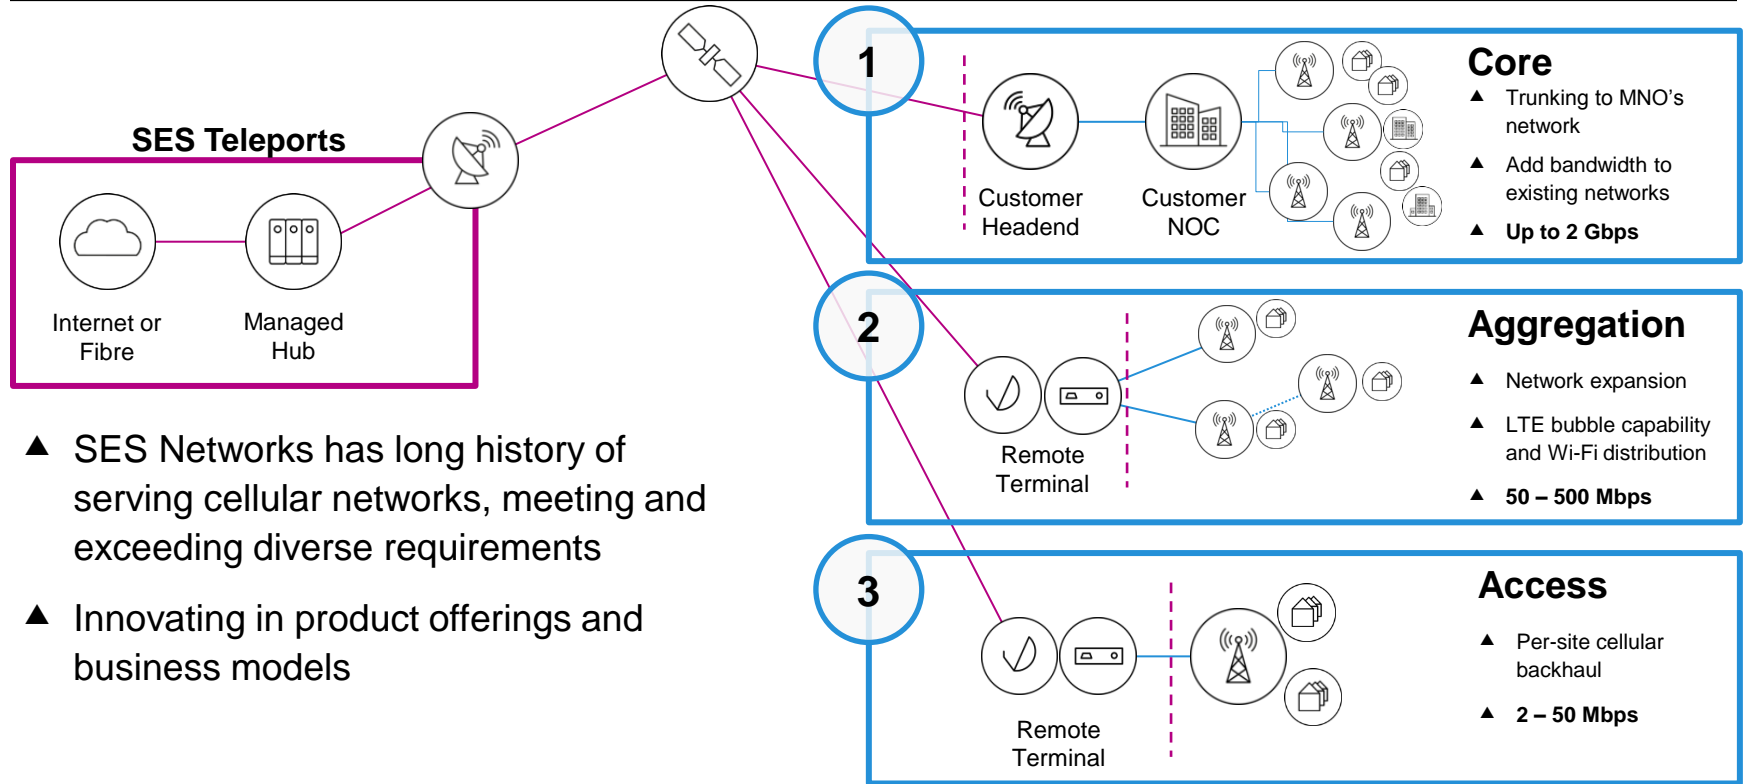 SES Teleports
Internet or
Fibre
Managed
Hub
SES Networks has long history of
serving cellular networks, meeting and
exceeding diverse requirements
Innovating in product offerings and
business models
1
Customer
Headend
Customer
NOC
Core
Trunking to MNO's
network
Add bandwidth to
existing networks
Up to 2 Gbps
2
Remote
Terminal
Aggregation
Network expansion
LTE bubble capability
and Wi-Fi distribution
50 – 500 Mbps
3
Remote
Terminal
Access
Per-site cellular
backhaul
2 – 50 Mbps